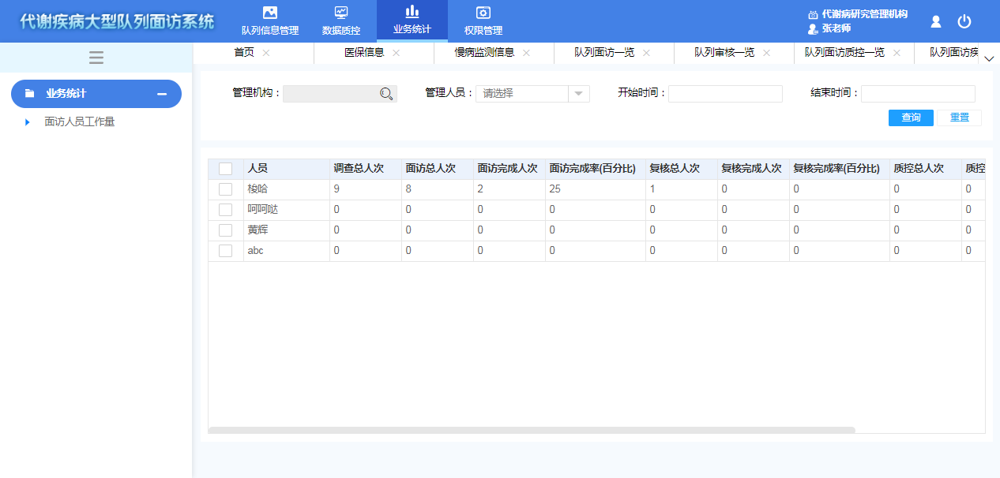 代谢疾病大型队列面访系统
队列信息管理
数据质控
业务统计
权限管理
代谢病研究管理机构
张老师
首页
医保信息
慢病监测信息
队列面访一览
队列审核一览
队列面访质控一览
队列面访疾
业务统计
面访人员工作量
管理机构：
管理人员： 请选择
开始时间：
结束时间：
查询 重置
人员 调查总人次 面访总人次 面访完成人次 面访完成率(百分比) 复核总人次 复核完成人次 复核完成率(百分比) 质控总人次 质控
梭哈 9 8 2 25 1 0 0 0 0
呵呵哒 0 0 0 0 0 0 0 0 0
黄辉 0 0 0 0 0 0 0 0 0
abc 0 0 0 0 0 0 0 0 0